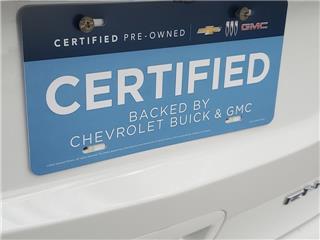 CERTIFIED PRE-OWNED GMC
CERTIFIED
BACKED BY
CHEVROLET BUICK & GMC